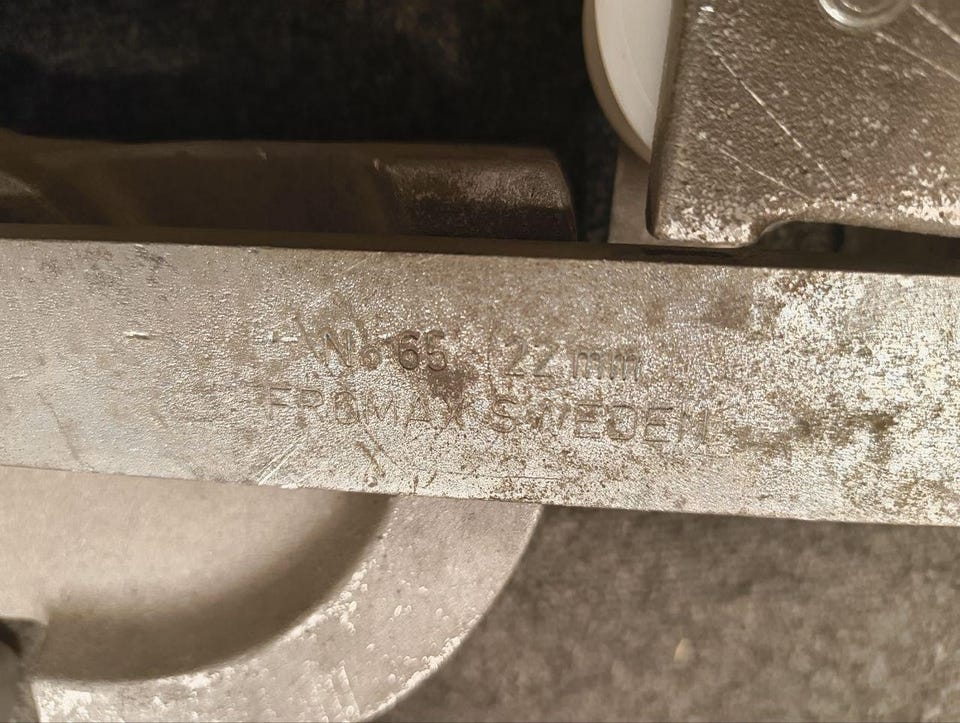 No 65 22 mm
FROMAX SWEDEN